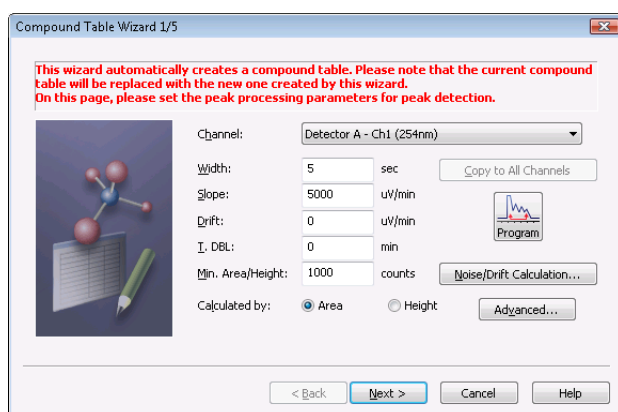 Compound Table Wizard 1/5
This wizard automatically creates a compound table. Please note that the current compound
table will be replaced with the new one created by this wizard.
On this page, please set the peak processing parameters for peak detection.
Channel: Detector A - Ch1 (254nm)
Width: 5 sec Copy to All Channels
Slope: 5000 uV/min
Drift: 0 uV/min
Program
T. DBL: 0 min
Min. Area/Height: 1000 counts Noise/Drift Calculation...
Calculated by: Area Height Advanced...
< Back Next > Cancel Help